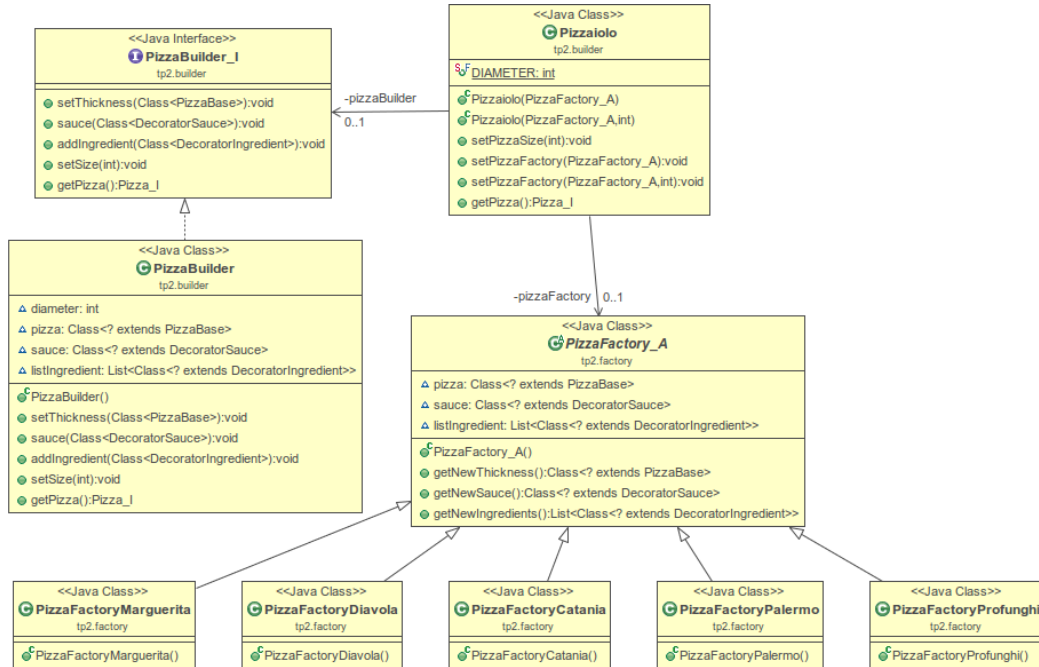 <<Java Interface>>
PizzaBuilder_I
tp2.builder
setThickness(Class<PizzaBase>):void
sauce(Class<DecoratorSauce>):void
addIngredient(Class<DecoratorIngredient>):void
setSize(int):void
getPizza():Pizza_I
-pizzaBuilder
0..1
<<Java Class>>
Pizzaiolo
tp2.builder
DIAMETER: int
Pizzaiolo(PizzaFactory_A)
Pizzaiolo(PizzaFactory_A,int)
setPizzaSize(int):void
setPizzaFactory(PizzaFactory_A):void
setPizzaFactory(PizzaFactory_A,int):void
getPizza():Pizza_I
<<Java Class>>
PizzaBuilder
tp2.builder
diameter: int
pizza: Class<? extends PizzaBase>
sauce: Class<? extends DecoratorSauce>
listIngredient: List<Class<? extends DecoratorIngredient>>
PizzaBuilder()
setThickness(Class<PizzaBase>):void
sauce(Class<DecoratorSauce>):void
addIngredient(Class<DecoratorIngredient>):void
setSize(int):void
getPizza():Pizza_I
-pizzaFactory
0..1
<<Java Class>>
PizzaFactory_A
tp2.factory
pizza: Class<? extends PizzaBase>
sauce: Class<? extends DecoratorSauce>
listIngredient: List<Class<? extends DecoratorIngredient>>
PizzaFactory_A()
getNewThickness():Class<? extends PizzaBase>
getNewSauce():Class<? extends DecoratorSauce>
getNewIngredients():List<Class<? extends DecoratorIngredient>>
<<Java Class>>
PizzaFactoryMarguerita
tp2.factory
PizzaFactoryMarguerita()
<<Java Class>>
PizzaFactoryDiavola
tp2.factory
PizzaFactoryDiavola()
<<Java Class>>
PizzaFactoryCatania
tp2.factory
PizzaFactoryCatania()
<<Java Class>>
PizzaFactoryPalermo
tp2.factory
PizzaFactoryPalermo()
<<Java Class>>
PizzaFactoryProfunghi
tp2.factory
PizzaFactoryProfunghi()